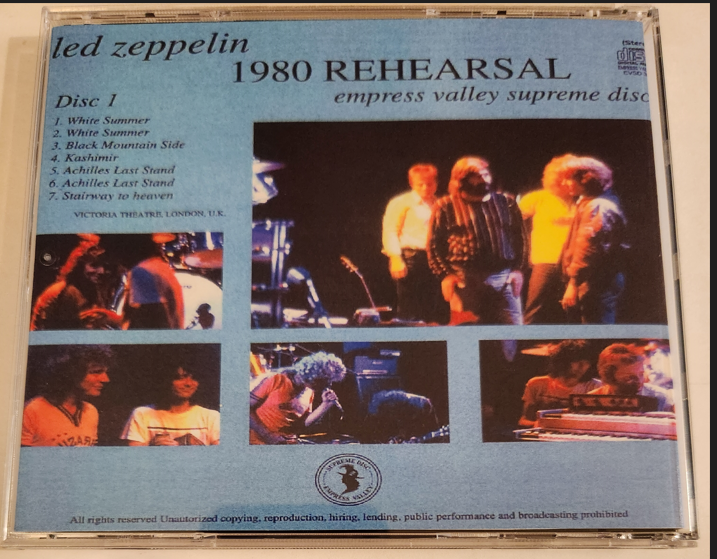 led zeppelin
1980 REHEARSAL
empress valley supreme disc
Disc 1
1. White Summer
2. White Summer
3. Black Mountain Side
4. Kashimir
5. Achilles Last Stand
6. Achilles Last Stand
7. Stairway to heaven
VICTORIA THEATRE, LONDON, U.K.
SUPREME DISC
EMPRESS VALLEY
All rights reserved Unautorized copying, reproduction, hiring, lending, public performance and broadcasting prohibited